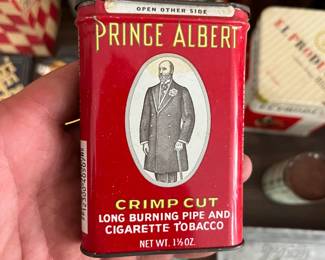 OPEN OTHER SIDE
PRINCE ALBERT
CRIMP CUT
LONG BURNING PIPE AND
CIGARETTE TOBACCO
NET WT. 1½ OZ.